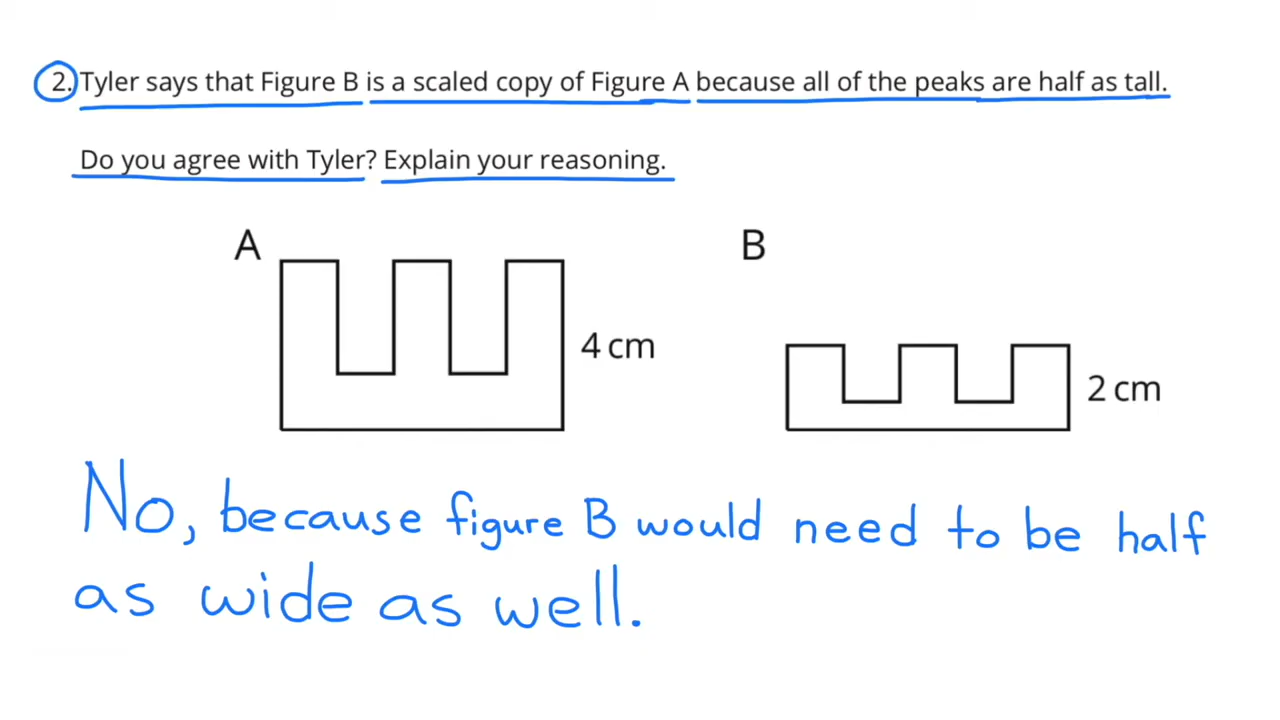 2. Tyler says that Figure B is a scaled copy of Figure A because all of the peaks are half as tall.
Do you agree with Tyler? Explain your reasoning.
A
B
4 cm
2 cm
No, because figure B would need to be half
as wide as well.